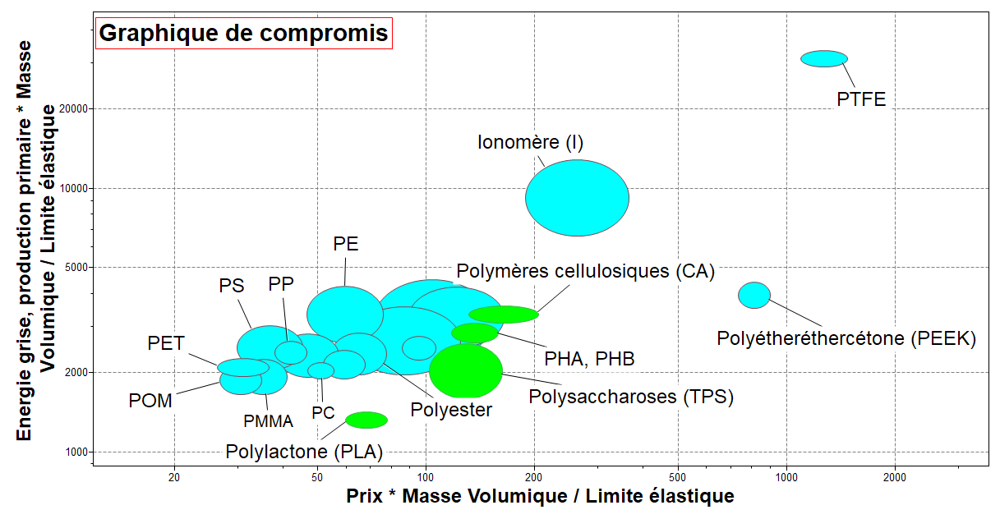 Graphique de compromis
Energie grise, production primaire * Masse
Volumique / Limite élastique
20000
10000
5000
2000
1000
PTFE
Ionomère (I)
PE
Polymères cellulosiques (CA)
PS
PP
PET
Polyétheréthercétone (PEEK)
PHA, PHB
POM
Polysaccharoses (TPS)
PMMA
PC
Polyester
Polylactone (PLA)
20
50
100
200
500
1000
2000
Prix * Masse Volumique / Limite élastique